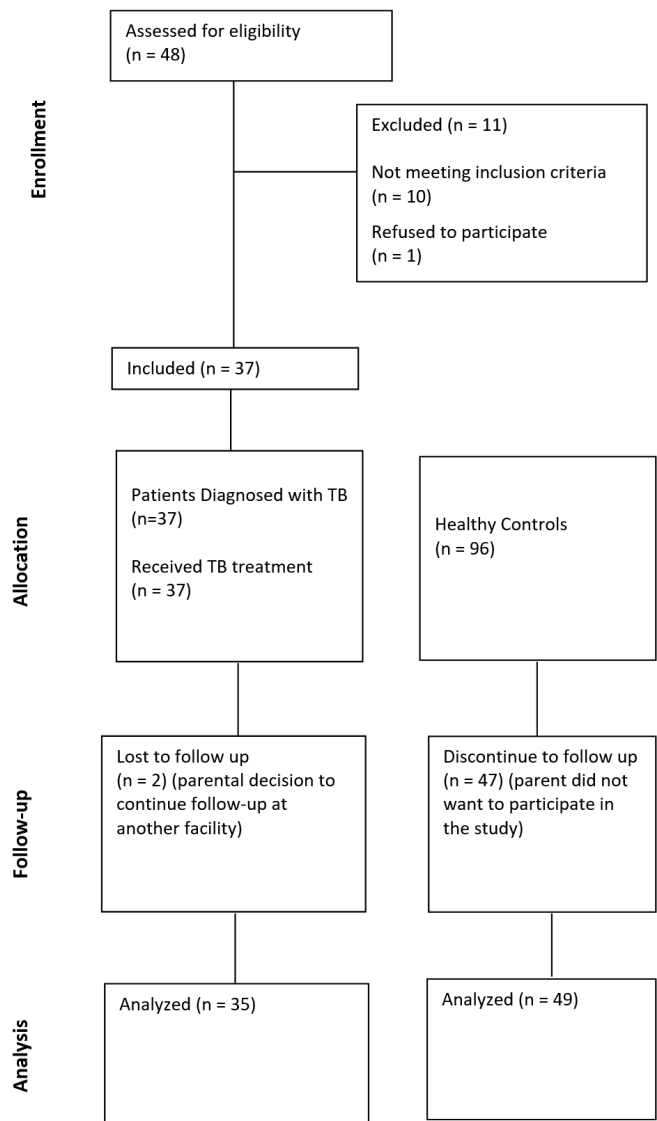 Assessed for eligibility
(n = 48)
Enrollment
Excluded (n = 11)
Not meeting inclusion criteria
(n = 10)
Refused to participate
(n = 1)
Included (n = 37)
Allocation
Patients Diagnosed with TB
(n=37)
Received TB treatment
(n = 37)
Healthy Controls
(n = 96)
Follow-up
Lost to follow up
(n = 2) (parental decision to
continue follow-up at
another facility)
Discontinue to follow up
(n = 47) (parent did not
want to participate in
the study)
Analysis
Analyzed (n = 35)
Analyzed (n = 49)